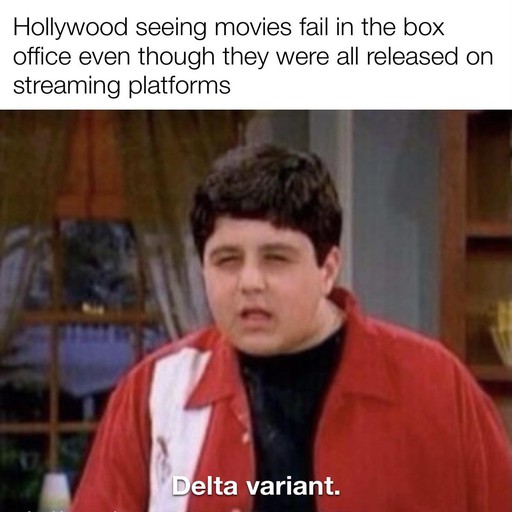 Hollywood seeing movies fail in the box
office even though they were all released on
streaming platforms
Delta variant.